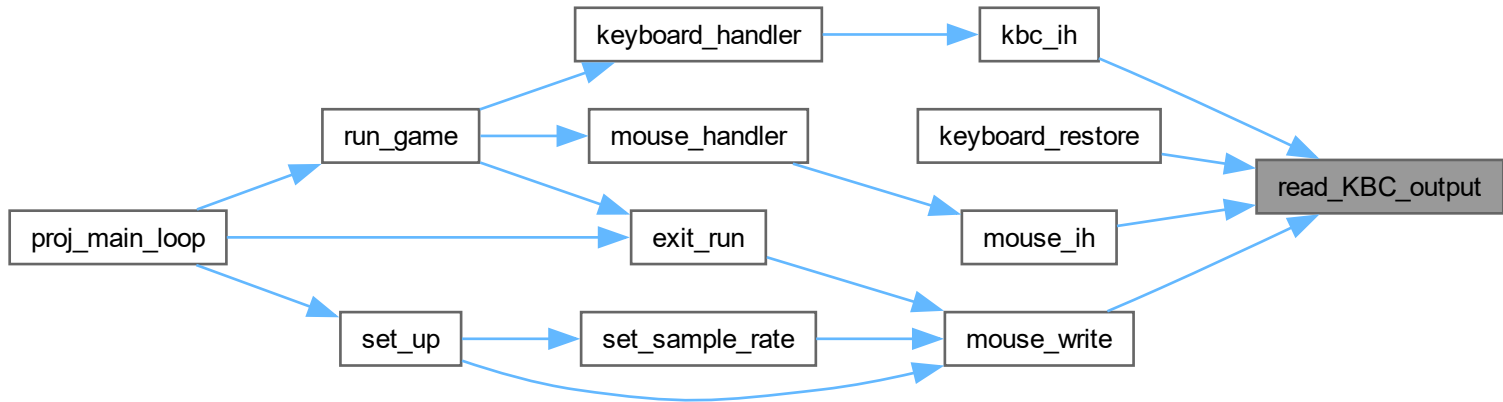 keyboard_handler
kbc_ih
run_game
mouse_handler
keyboard_restore
read_KBC_output
proj_main_loop
exit_run
mouse_ih
set_up
set_sample_rate
mouse_write